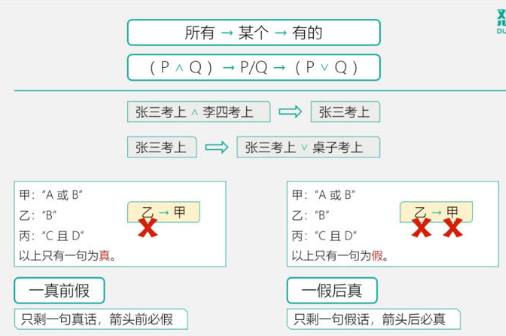 所有 → 某个 → 有的
( P ∧ Q ) → P/Q → ( P ∨ Q )
张三考上 ∧ 李四考上 ⇨ 张三考上
张三考上 ⇨ 张三考上 ∨ 桌子考上
甲: “A 或 B”
乙: “B”
丙: “C 且 D”
以上只有一句为真。
乙 → 甲
一真前假
只剩一句真话，箭头前必假
甲: “A 或 B”
乙: “B”
丙: “C 且 D”
以上只有一句为假。
乙 → 甲
一假后真
只剩一句假话，箭头后必真